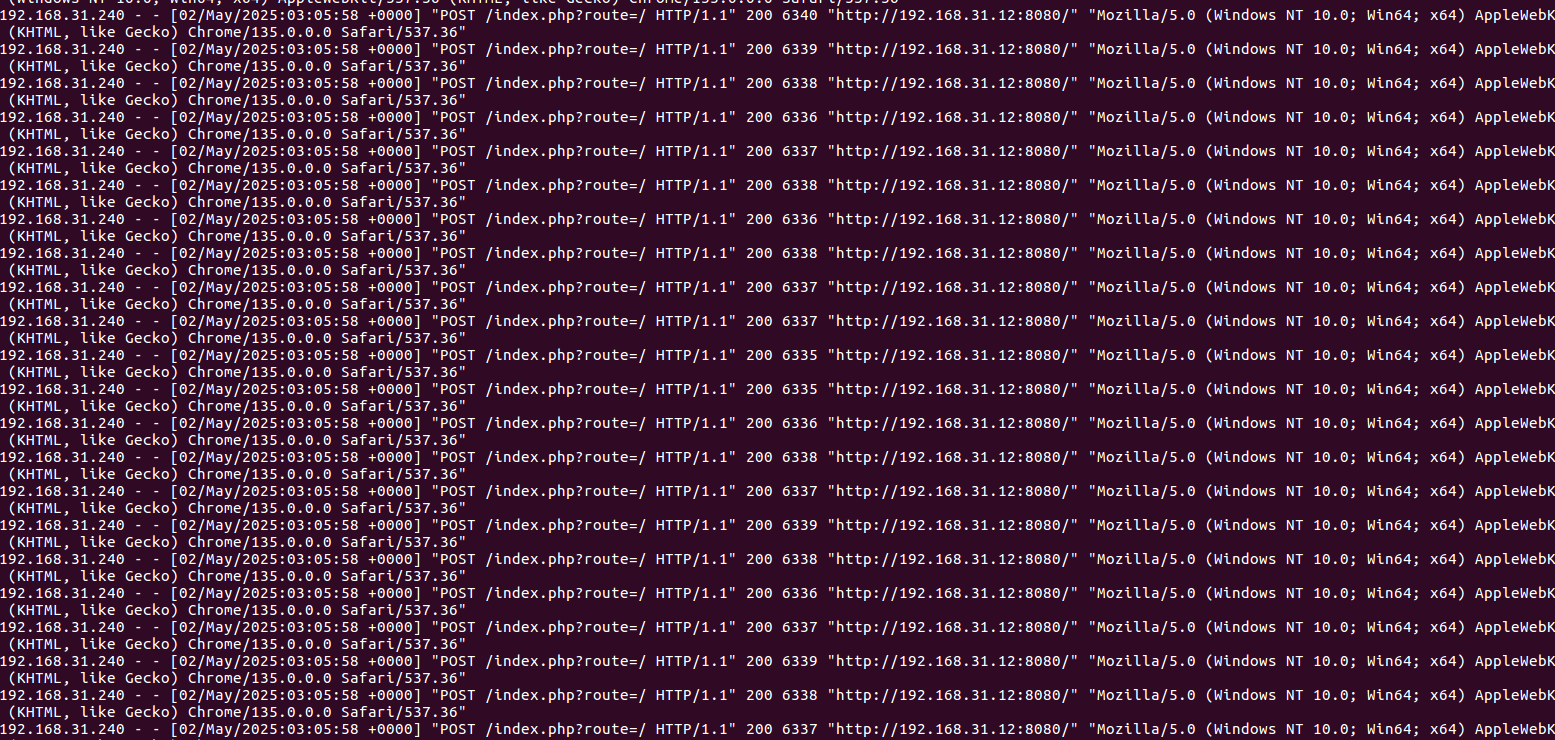 (Windows NT 10.0; Win64; x64) AppleWebKit/537.36 (KHTML, like Gecko) Chrome/135.0.0.0 Safari/537.36"
192.168.31.240 - - [02/May/2025:03:05:58 +0000] "POST /index.php?route=/ HTTP/1.1" 200 6340 "http://192.168.31.12:8080/" "Mozilla/5.0 (Windows NT 10.0; Win64; x64) AppleWebK
(KHTML, like Gecko) Chrome/135.0.0.0 Safari/537.36"
192.168.31.240 - - [02/May/2025:03:05:58 +0000] "POST /index.php?route=/ HTTP/1.1" 200 6339 "http://192.168.31.12:8080/" "Mozilla/5.0 (Windows NT 10.0; Win64; x64) AppleWebK
(KHTML, like Gecko) Chrome/135.0.0.0 Safari/537.36"
192.168.31.240 - - [02/May/2025:03:05:58 +0000] "POST /index.php?route=/ HTTP/1.1" 200 6338 "http://192.168.31.12:8080/" "Mozilla/5.0 (Windows NT 10.0; Win64; x64) AppleWebK
(KHTML, like Gecko) Chrome/135.0.0.0 Safari/537.36"
192.168.31.240 - - [02/May/2025:03:05:58 +0000] "POST /index.php?route=/ HTTP/1.1" 200 6336 "http://192.168.31.12:8080/" "Mozilla/5.0 (Windows NT 10.0; Win64; x64) AppleWebK
(KHTML, like Gecko) Chrome/135.0.0.0 Safari/537.36"
192.168.31.240 - - [02/May/2025:03:05:58 +0000] "POST /index.php?route=/ HTTP/1.1" 200 6337 "http://192.168.31.12:8080/" "Mozilla/5.0 (Windows NT 10.0; Win64; x64) AppleWebK
(KHTML, like Gecko) Chrome/135.0.0.0 Safari/537.36"
192.168.31.240 - - [02/May/2025:03:05:58 +0000] "POST /index.php?route=/ HTTP/1.1" 200 6338 "http://192.168.31.12:8080/" "Mozilla/5.0 (Windows NT 10.0; Win64; x64) AppleWebK
(KHTML, like Gecko) Chrome/135.0.0.0 Safari/537.36"
192.168.31.240 - - [02/May/2025:03:05:58 +0000] "POST /index.php?route=/ HTTP/1.1" 200 6336 "http://192.168.31.12:8080/" "Mozilla/5.0 (Windows NT 10.0; Win64; x64) AppleWebK
(KHTML, like Gecko) Chrome/135.0.0.0 Safari/537.36"
192.168.31.240 - - [02/May/2025:03:05:58 +0000] "POST /index.php?route=/ HTTP/1.1" 200 6338 "http://192.168.31.12:8080/" "Mozilla/5.0 (Windows NT 10.0; Win64; x64) AppleWebK
(KHTML, like Gecko) Chrome/135.0.0.0 Safari/537.36"
192.168.31.240 - - [02/May/2025:03:05:58 +0000] "POST /index.php?route=/ HTTP/1.1" 200 6337 "http://192.168.31.12:8080/" "Mozilla/5.0 (Windows NT 10.0; Win64; x64) AppleWebK
(KHTML, like Gecko) Chrome/135.0.0.0 Safari/537.36"
192.168.31.240 - - [02/May/2025:03:05:58 +0000] "POST /index.php?route=/ HTTP/1.1" 200 6337 "http://192.168.31.12:8080/" "Mozilla/5.0 (Windows NT 10.0; Win64; x64) AppleWebK
(KHTML, like Gecko) Chrome/135.0.0.0 Safari/537.36"
192.168.31.240 - - [02/May/2025:03:05:58 +0000] "POST /index.php?route=/ HTTP/1.1" 200 6335 "http://192.168.31.12:8080/" "Mozilla/5.0 (Windows NT 10.0; Win64; x64) AppleWebK
(KHTML, like Gecko) Chrome/135.0.0.0 Safari/537.36"
192.168.31.240 - - [02/May/2025:03:05:58 +0000] "POST /index.php?route=/ HTTP/1.1" 200 6335 "http://192.168.31.12:8080/" "Mozilla/5.0 (Windows NT 10.0; Win64; x64) AppleWebK
(KHTML, like Gecko) Chrome/135.0.0.0 Safari/537.36"
192.168.31.240 - - [02/May/2025:03:05:58 +0000] "POST /index.php?route=/ HTTP/1.1" 200 6336 "http://192.168.31.12:8080/" "Mozilla/5.0 (Windows NT 10.0; Win64; x64) AppleWebK
(KHTML, like Gecko) Chrome/135.0.0.0 Safari/537.36"
192.168.31.240 - - [02/May/2025:03:05:58 +0000] "POST /index.php?route=/ HTTP/1.1" 200 6338 "http://192.168.31.12:8080/" "Mozilla/5.0 (Windows NT 10.0; Win64; x64) AppleWebK
(KHTML, like Gecko) Chrome/135.0.0.0 Safari/537.36"
192.168.31.240 - - [02/May/2025:03:05:58 +0000] "POST /index.php?route=/ HTTP/1.1" 200 6337 "http://192.168.31.12:8080/" "Mozilla/5.0 (Windows NT 10.0; Win64; x64) AppleWebK
(KHTML, like Gecko) Chrome/135.0.0.0 Safari/537.36"
192.168.31.240 - - [02/May/2025:03:05:58 +0000] "POST /index.php?route=/ HTTP/1.1" 200 6339 "http://192.168.31.12:8080/" "Mozilla/5.0 (Windows NT 10.0; Win64; x64) AppleWebK
(KHTML, like Gecko) Chrome/135.0.0.0 Safari/537.36"
192.168.31.240 - - [02/May/2025:03:05:58 +0000] "POST /index.php?route=/ HTTP/1.1" 200 6338 "http://192.168.31.12:8080/" "Mozilla/5.0 (Windows NT 10.0; Win64; x64) AppleWebK
(KHTML, like Gecko) Chrome/135.0.0.0 Safari/537.36"
192.168.31.240 - - [02/May/2025:03:05:58 +0000] "POST /index.php?route=/ HTTP/1.1" 200 6336 "http://192.168.31.12:8080/" "Mozilla/5.0 (Windows NT 10.0; Win64; x64) AppleWebK
(KHTML, like Gecko) Chrome/135.0.0.0 Safari/537.36"
192.168.31.240 - - [02/May/2025:03:05:58 +0000] "POST /index.php?route=/ HTTP/1.1" 200 6337 "http://192.168.31.12:8080/" "Mozilla/5.0 (Windows NT 10.0; Win64; x64) AppleWebK
(KHTML, like Gecko) Chrome/135.0.0.0 Safari/537.36"
192.168.31.240 - - [02/May/2025:03:05:58 +0000] "POST /index.php?route=/ HTTP/1.1" 200 6339 "http://192.168.31.12:8080/" "Mozilla/5.0 (Windows NT 10.0; Win64; x64) AppleWebK
(KHTML, like Gecko) Chrome/135.0.0.0 Safari/537.36"
192.168.31.240 - - [02/May/2025:03:05:58 +0000] "POST /index.php?route=/ HTTP/1.1" 200 6338 "http://192.168.31.12:8080/" "Mozilla/5.0 (Windows NT 10.0; Win64; x64) AppleWebK
(KHTML, like Gecko) Chrome/135.0.0.0 Safari/537.36"
192.168.31.240 - - [02/May/2025:03:05:58 +0000] "POST /index.php?route=/ HTTP/1.1" 200 6337 "http://192.168.31.12:8080/" "Mozilla/5.0 (Windows NT 10.0; Win64; x64) AppleWebK